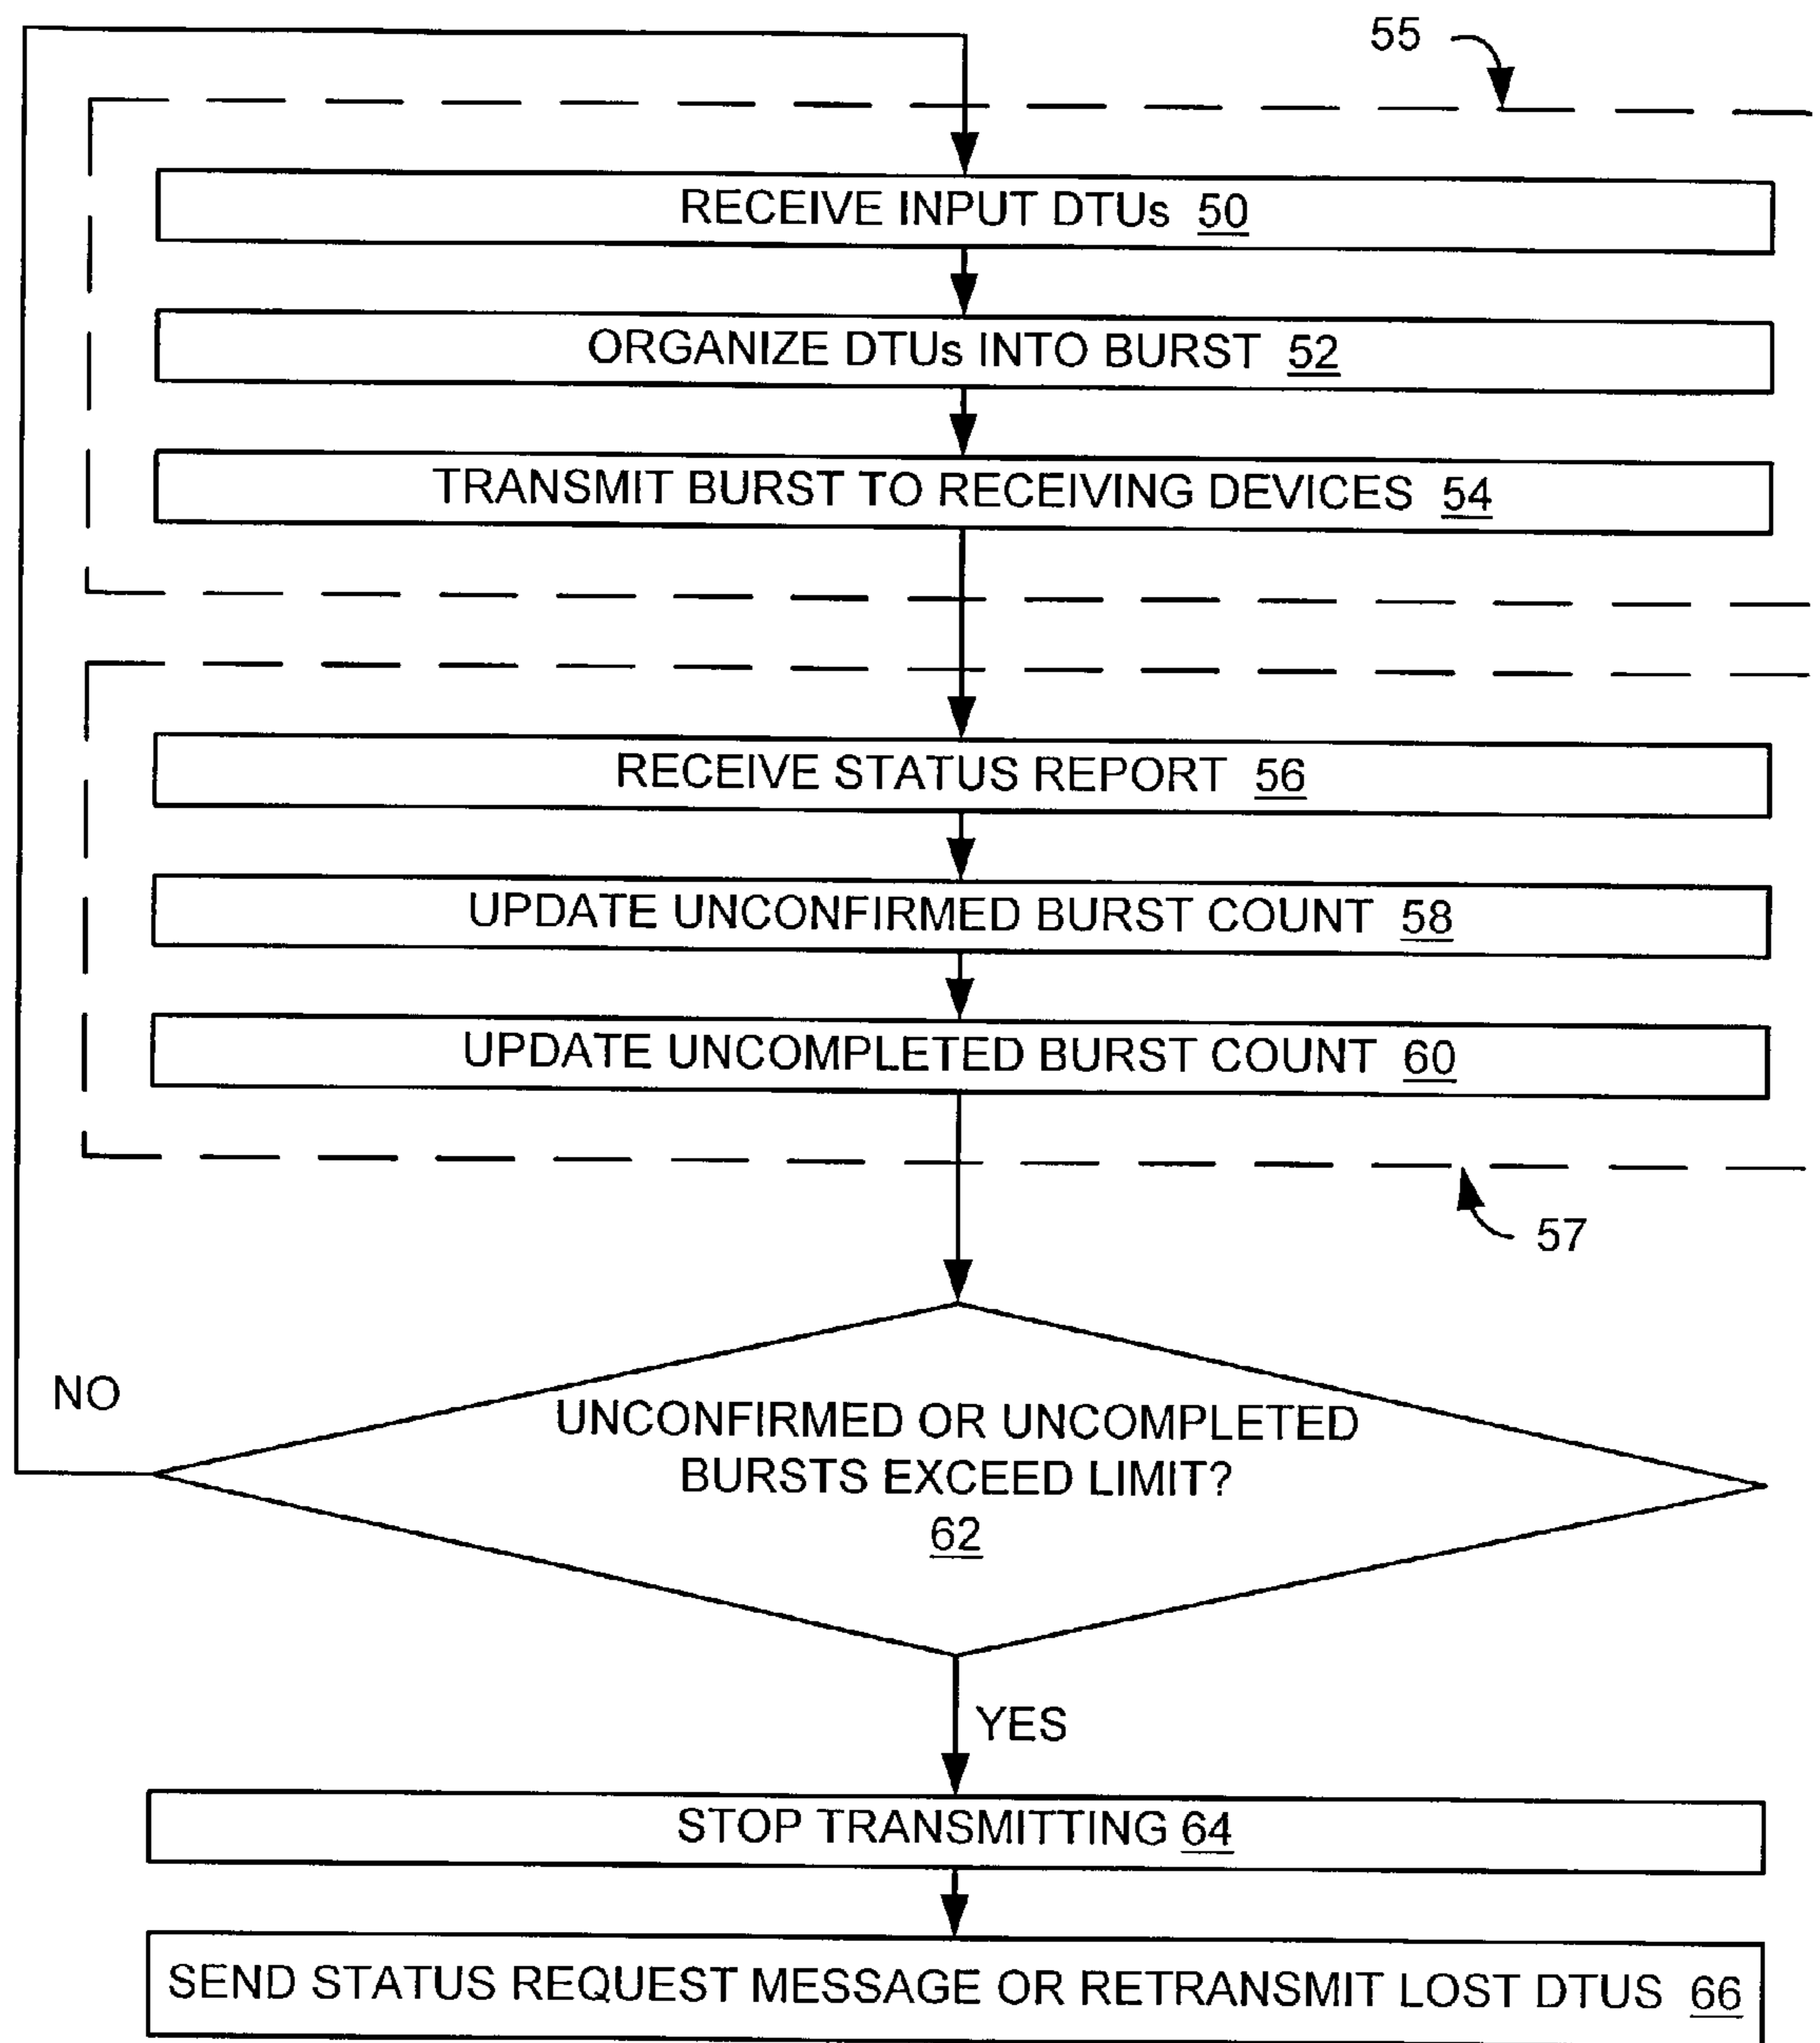 55
RECEIVE INPUT DTUs 50
ORGANIZE DTUs INTO BURST 52
TRANSMIT BURST TO RECEIVING DEVICES 54
RECEIVE STATUS REPORT 56
UPDATE UNCONFIRMED BURST COUNT 58
UPDATE UNCOMPLETED BURST COUNT 60
57
NO
UNCONFIRMED OR UNCOMPLETED
BURSTS EXCEED LIMIT?
62
YES
STOP TRANSMITTING 64
SEND STATUS REQUEST MESSAGE OR RETRANSMIT LOST DTUS 66